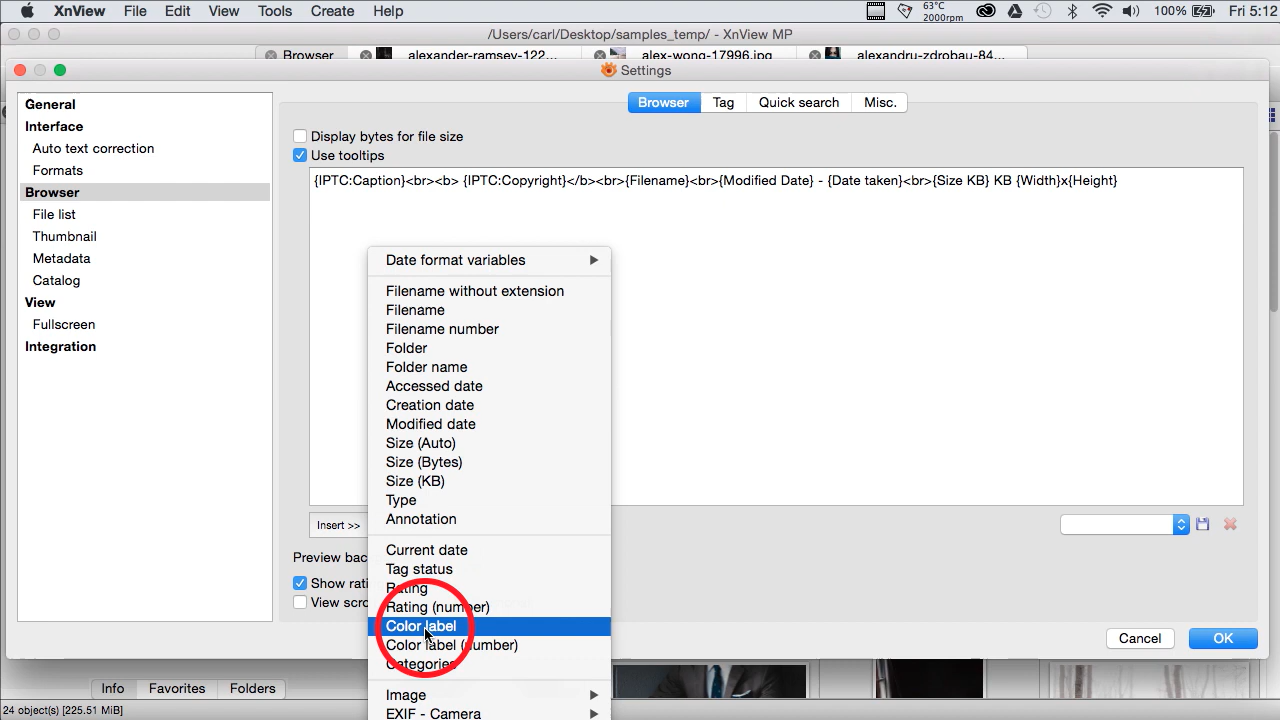 XnView File Edit View Tools Create Help 63°C 2000rpm 100% Fri 5:12
/Users/carl/Desktop/samples_temp/ - XnView MP
Browser alexander-ramsey-122... alex-wong-17996.jpg alexandru-zdrobau-84...
Settings
General
Interface
Auto text correction
Formats
Browser
File list
Thumbnail
Metadata
Catalog
View
Fullscreen
Integration
Browser Tag Quick search Misc.
Display bytes for file size
Use tooltips
{IPTC:Caption}<br><b> {IPTC:Copyright}</b><br>{Filename}<br>{Modified Date} - {Date taken}<br>{Size KB} KB {Width}x{Height}
Insert >>
Preview bac
Show rati
View scro
Date format variables
Filename without extension
Filename
Filename number
Folder
Folder name
Accessed date
Creation date
Modified date
Size (Auto)
Size (Bytes)
Size (KB)
Type
Annotation
Current date
Tag status
Rating
Rating (number)
Color label
Color label (number)
Categories
Image
EXIF - Camera
Cancel OK
Info Favorites Folders
24 object(s) [225.51 MiB]